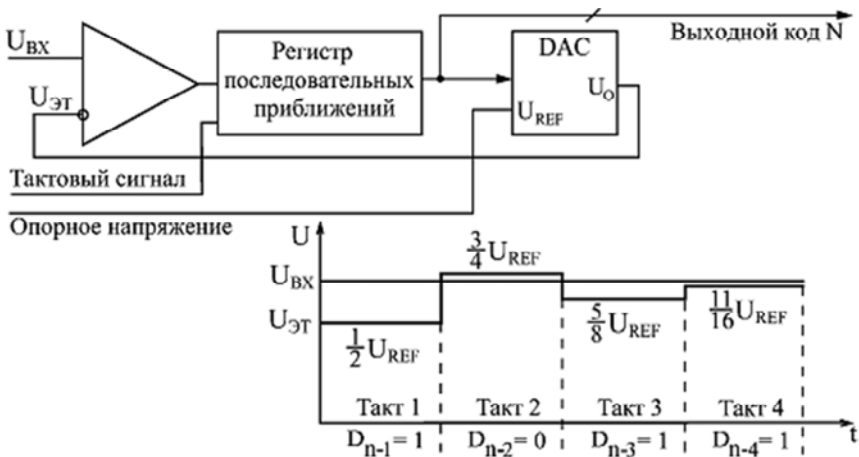 U_ВХ
U_ЭТ
Регистр
последовательных
приближений
DAC
U_O
U_REF
Выходной код N
Тактовый сигнал
Опорное напряжение
U
U_ВХ
U_ЭТ
1/2 U_REF
3/4 U_REF
5/8 U_REF
11/16 U_REF
Такт 1 Такт 2 Такт 3 Такт 4
t
D_n-1 = 1 D_n-2 = 0 D_n-3 = 1 D_n-4 = 1